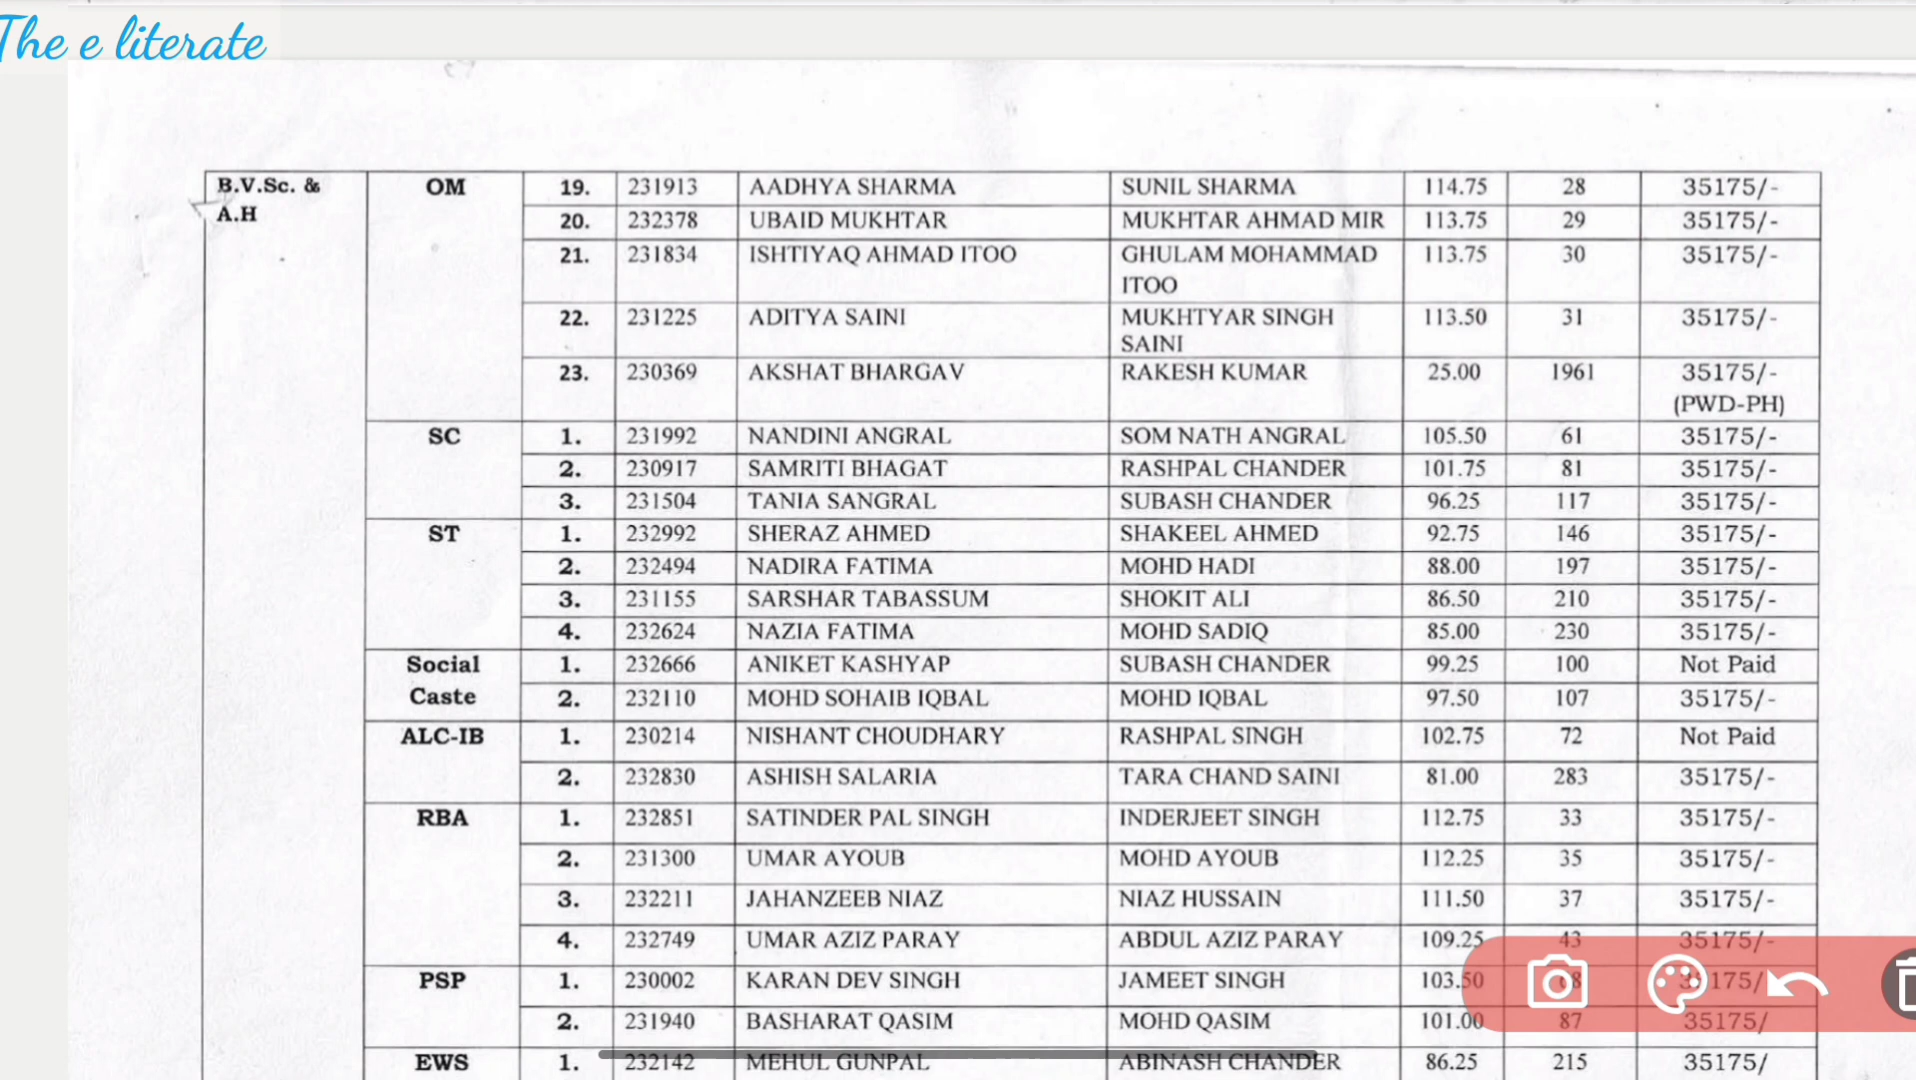 The e literate
B.V.Sc. & A.H OM 19. 231913 AADHYA SHARMA SUNIL SHARMA 114.75 28 35175/-
20. 232378 UBAID MUKHTAR MUKHTAR AHMAD MIR 113.75 29 35175/-
21. 231834 ISHTIYAQ AHMAD ITOO GHULAM MOHAMMAD ITOO 113.75 30 35175/-
22. 231225 ADITYA SAINI MUKHTYAR SINGH SAINI 113.50 31 35175/-
23. 230369 AKSHAT BHARGAV RAKESH KUMAR 25.00 1961 35175/- (PWD-PH)
SC 1. 231992 NANDINI ANGRAL SOM NATH ANGRAL 105.50 61 35175/-
2. 230917 SAMRITI BHAGAT RASHPAL CHANDER 101.75 81 35175/-
3. 231504 TANIA SANGRAL SUBASH CHANDER 96.25 117 35175/-
ST 1. 232992 SHERAZ AHMED SHAKEEL AHMED 92.75 146 35175/-
2. 232494 NADIRA FATIMA MOHD HADI 88.00 197 35175/-
3. 231155 SARSHAR TABASSUM SHOKIT ALI 86.50 210 35175/-
4. 232624 NAZIA FATIMA MOHD SADIQ 85.00 230 35175/-
Social Caste 1. 232666 ANIKET KASHYAP SUBASH CHANDER 99.25 100 Not Paid
2. 232110 MOHD SOHAIB IQBAL MOHD IQBAL 97.50 107 35175/-
ALC-IB 1. 230214 NISHANT CHOUDHARY RASHPAL SINGH 102.75 72 Not Paid
2. 232830 ASHISH SALARIA TARA CHAND SAINI 81.00 283 35175/-
RBA 1. 232851 SATINDER PAL SINGH INDERJEET SINGH 112.75 33 35175/-
2. 231300 UMAR AYOUB MOHD AYOUB 112.25 35 35175/-
3. 232211 JAHANZEEB NIAZ NIAZ HUSSAIN 111.50 37 35175/-
4. 232749 UMAR AZIZ PARAY ABDUL AZIZ PARAY 109.25 43 35175/-
PSP 1. 230002 KARAN DEV SINGH JAMEET SINGH 103.50
2. 231940 BASHARAT QASIM MOHD QASIM 101.00 87 35175/
EWS 1. 232142 MEHUL GUNPAL ABINASH CHANDER 86.25 215 35175/